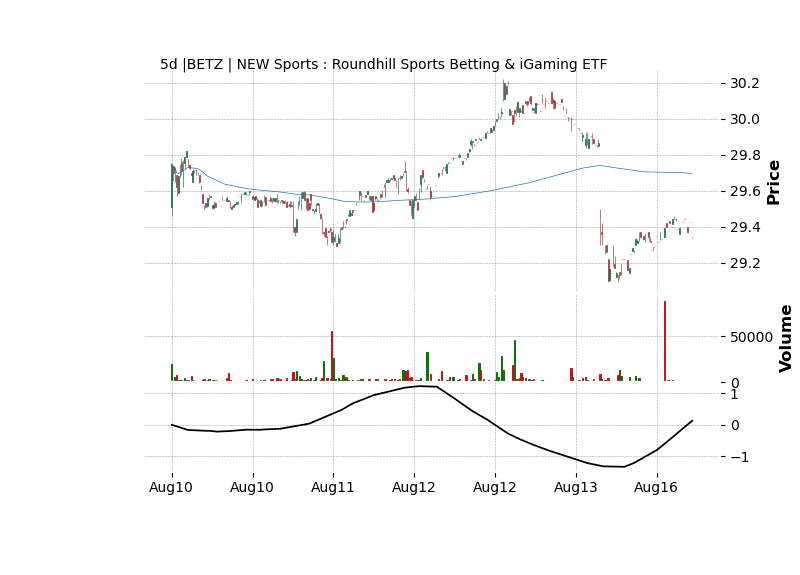 5d |BETZ | NEW Sports : Roundhill Sports Betting & iGaming ETF
30.2
30.0
29.8
29.6
29.4
29.2
Price
50000
0
Volume
1
0
−1
Aug10
Aug10
Aug11
Aug12
Aug12
Aug13
Aug16